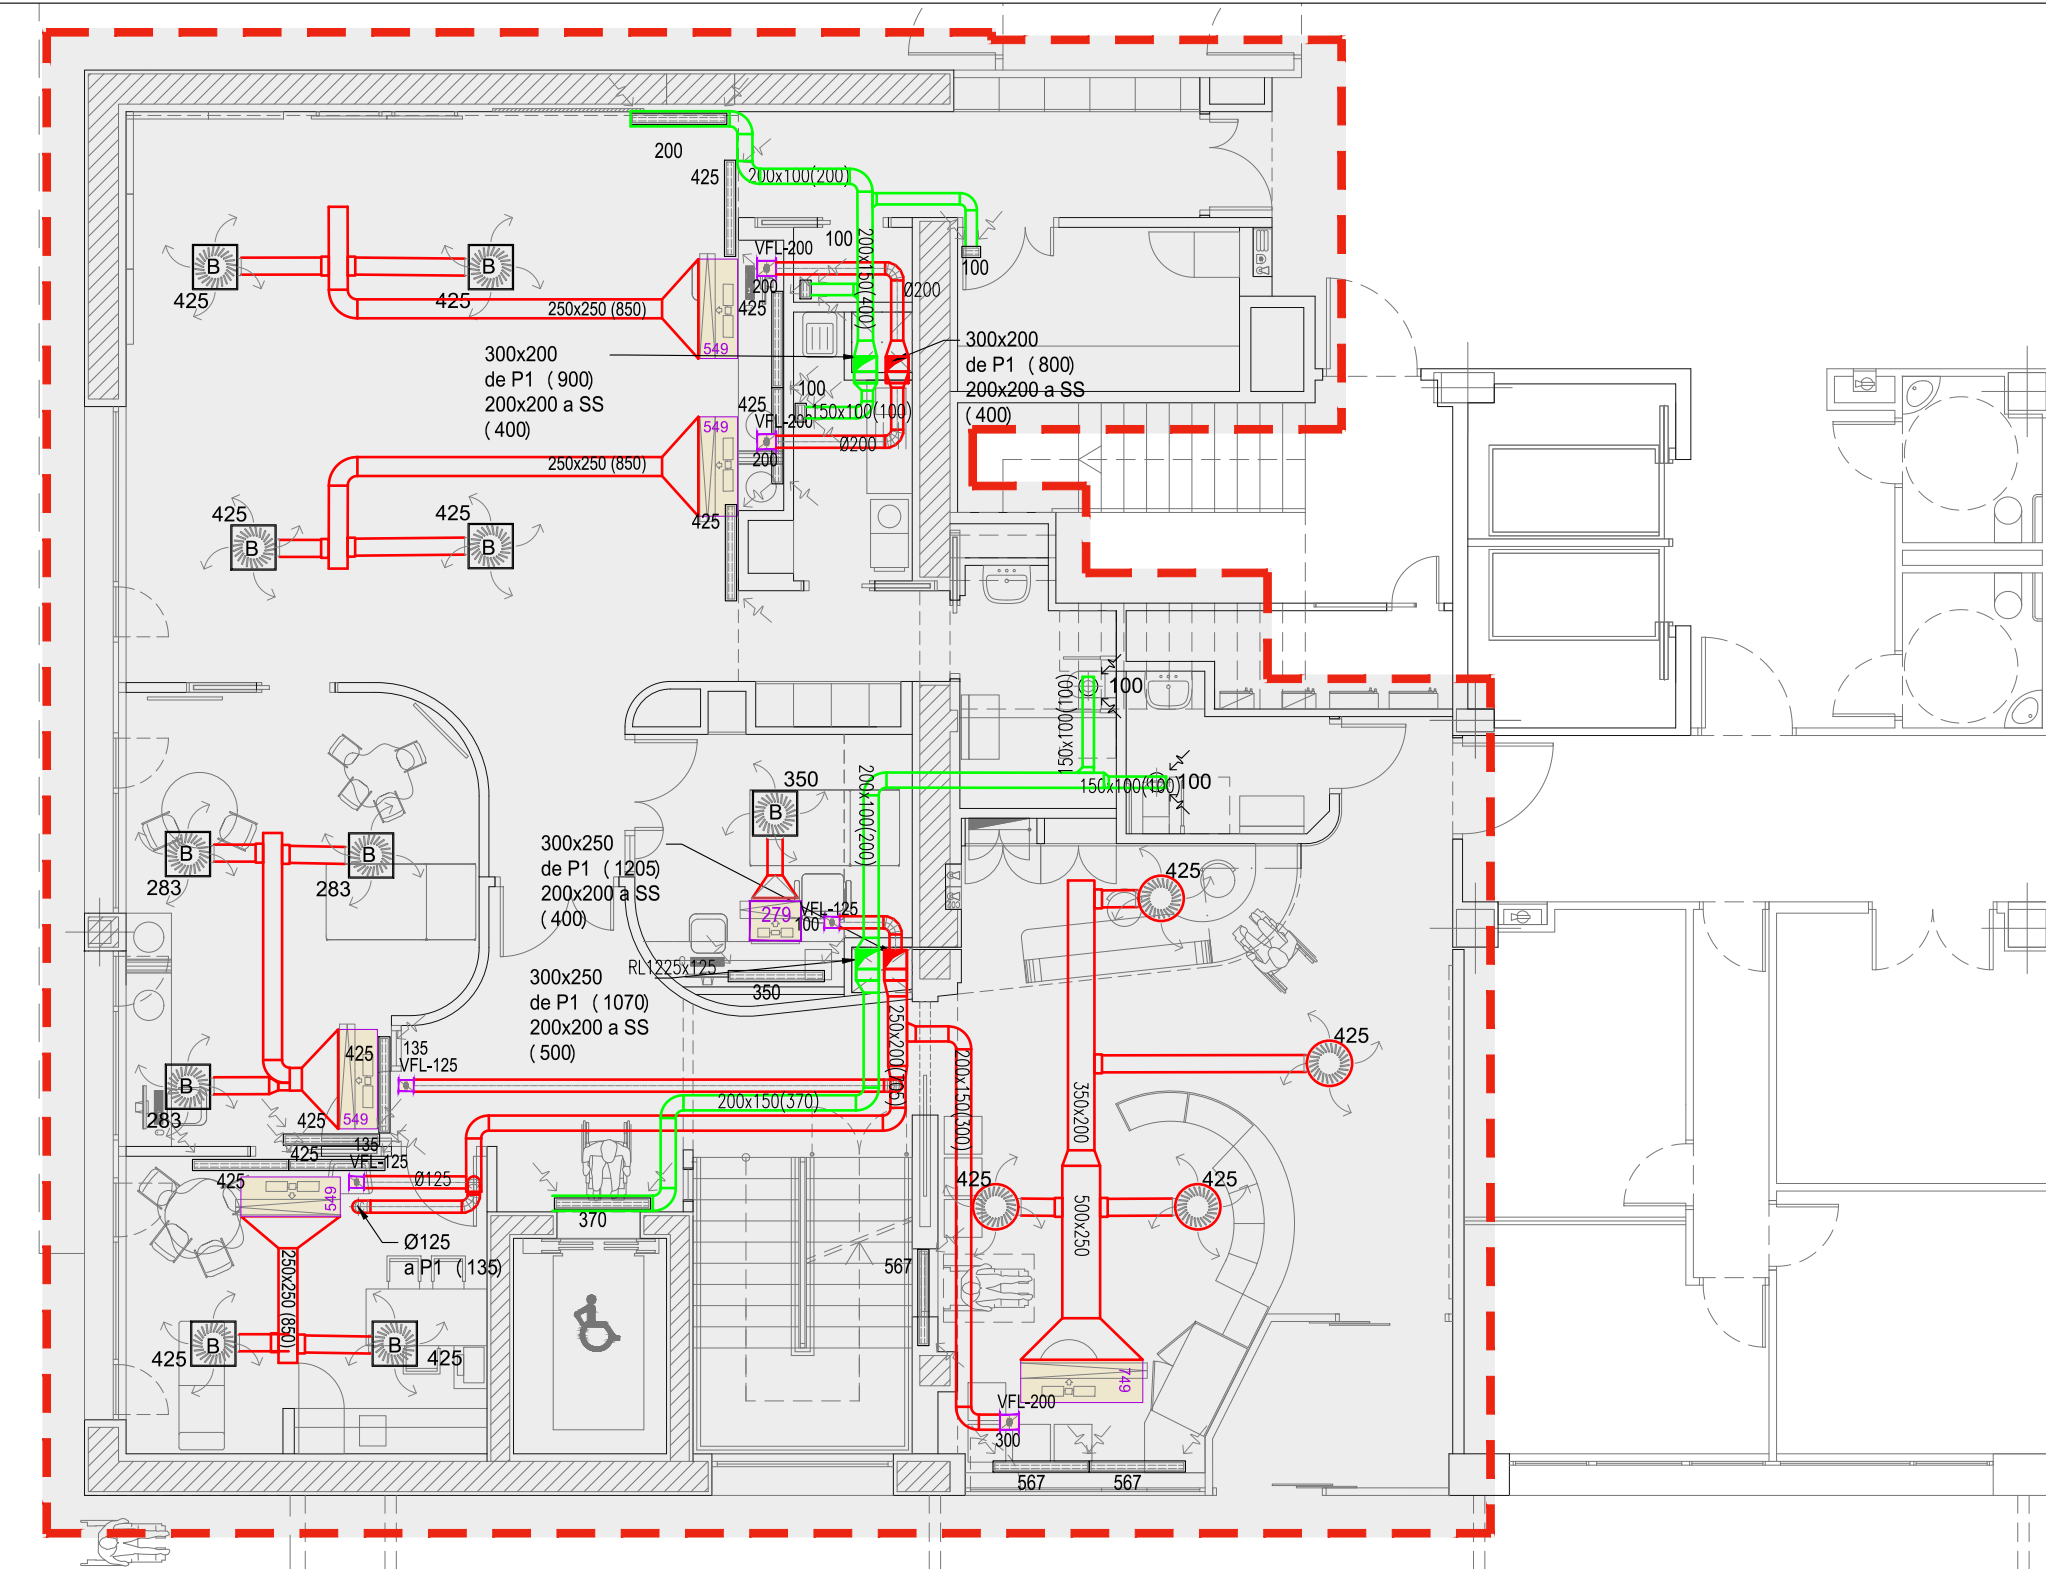 200
425
200x100(200)
B
425
B
425
250x250 (850)
549
VFL-200
200
425
100
200x150(400)
Ø200
100
300x200
de P1 (900)
200x200 a SS
(400)
300x200
de P1 (800)
200x200 a SS
(400)
100
150x100(100)
425
VFL-200
200
Ø200
549
250x250 (850)
425
425
B
425
B
150x100(100)
100
150x100(100)
100
200x100(200)
350
B
300x250
de P1 (1205)
200x200 a SS
(400)
279
VFL-125
100
RL1225x125
350
300x250
de P1 (1070)
200x200 a SS
(500)
B
283
B
283
B
283
425
549
135
VFL-125
425
425
425
135
VFL-125
Ø125
549
Ø125
a P1 (135)
250x250 (850)
B
425
B
425
200x150(370)
370
250x200(705)
200x150(300)
425
425
350x200
425
425
500x250
749
567
VFL-200
300
567
567